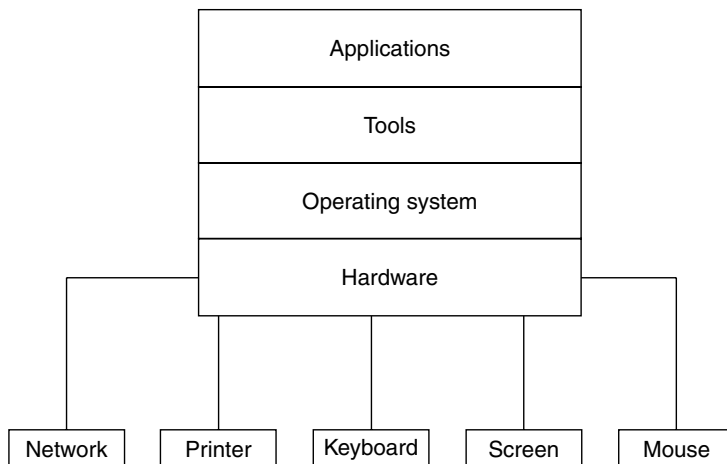 Applications
Tools
Operating system
Hardware
Network
Printer
Keyboard
Screen
Mouse